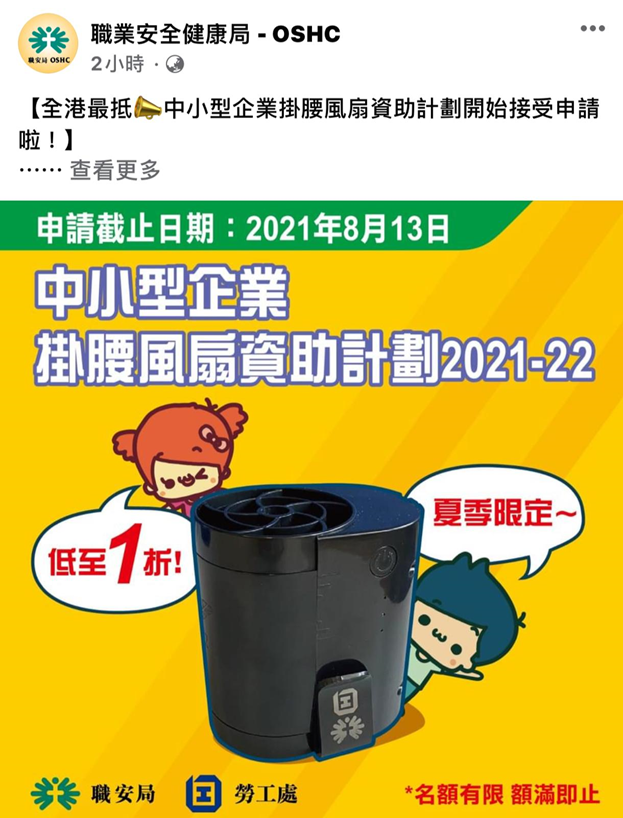 職業安全健康局 - OSHC
職安局 OSHC
2小時 ·
【全港最抵📣中小型企業掛腰風扇資助計劃開始接受申請
啦！】
…… 查看更多
申請截止日期：2021年8月13日
中小型企業
掛腰風扇資助計劃2021-22
夏季限定～
低至1折!
職安局 勞工處
*名額有限 額滿即止